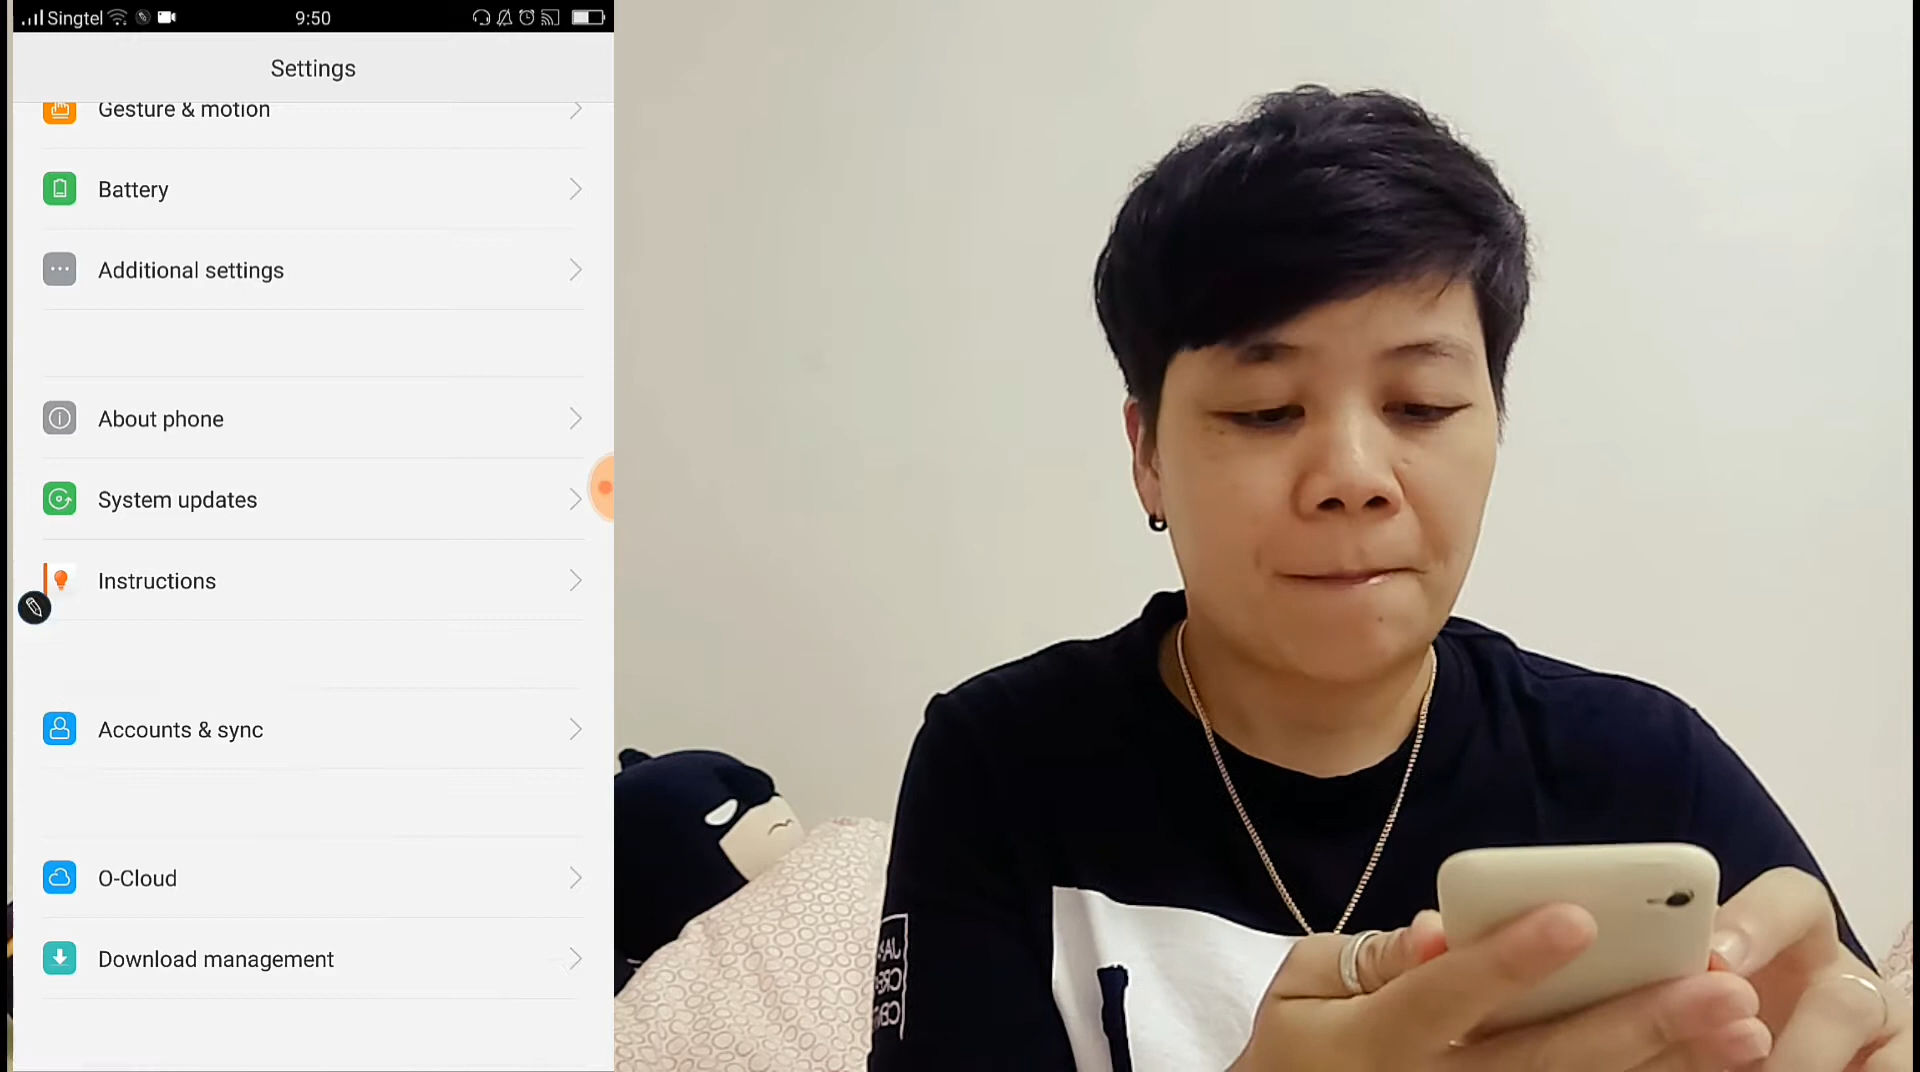 Singtel 9:50
Settings
Gesture & motion
Battery
Additional settings
About phone
System updates
Instructions
Accounts & sync
O-Cloud
Download management